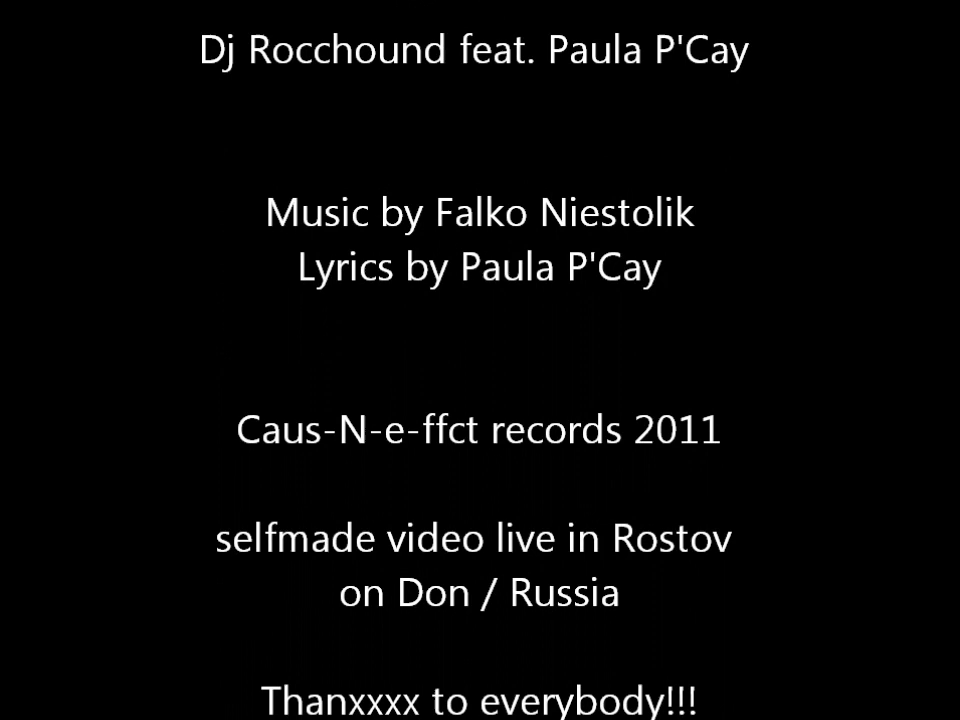 Dj Rocchound feat. Paula P'Cay
Music by Falko Niestolik
Lyrics by Paula P'Cay
Caus-N-e-ffct records 2011
selfmade video live in Rostov
on Don / Russia
Thanxxxx to everybody!!!